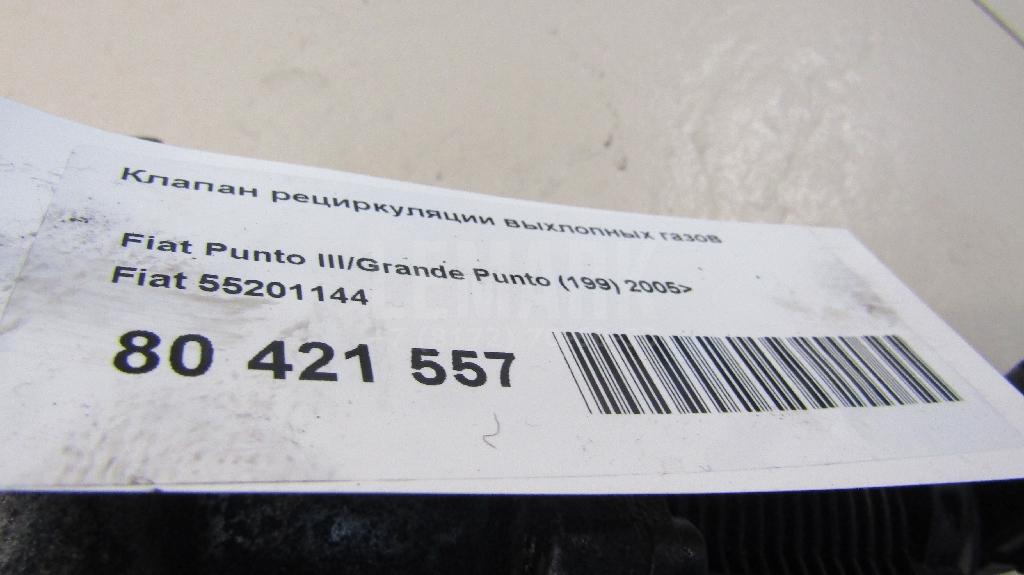 Клапан рециркуляции выхлопных газов
Fiat Punto III/Grande Punto (199) 2005>
Fiat 55201144
80 421 557